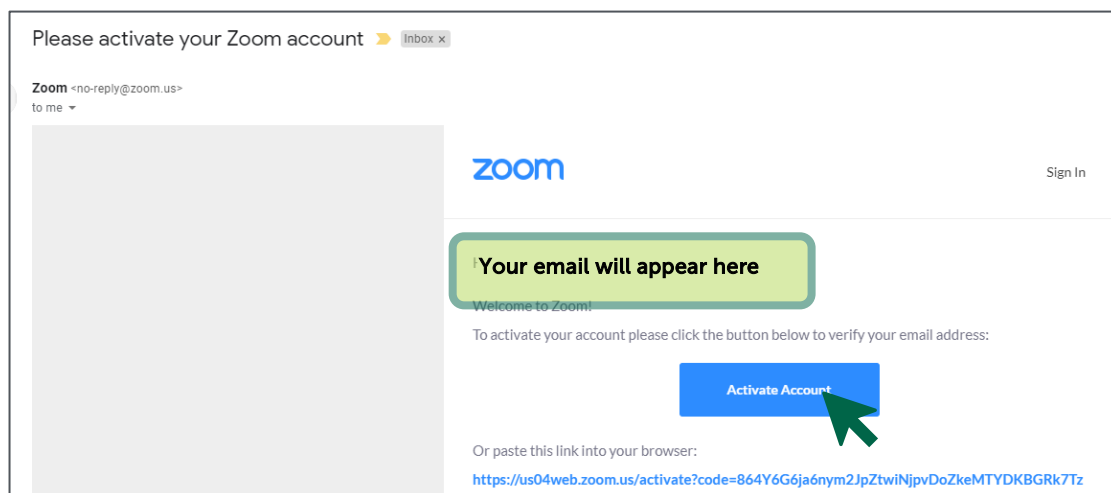 Please activate your Zoom account Inbox x
Zoom <no-reply@zoom.us>
to me
zoom
Sign In
Your email will appear here
Welcome to Zoom!
To activate your account please click the button below to verify your email address:
Activate Account
Or paste this link into your browser:
https://us04web.zoom.us/activate?code=864Y6G6ja6nym2JpZtwiNjpvDoZkeMTYDKBGRk7Tz